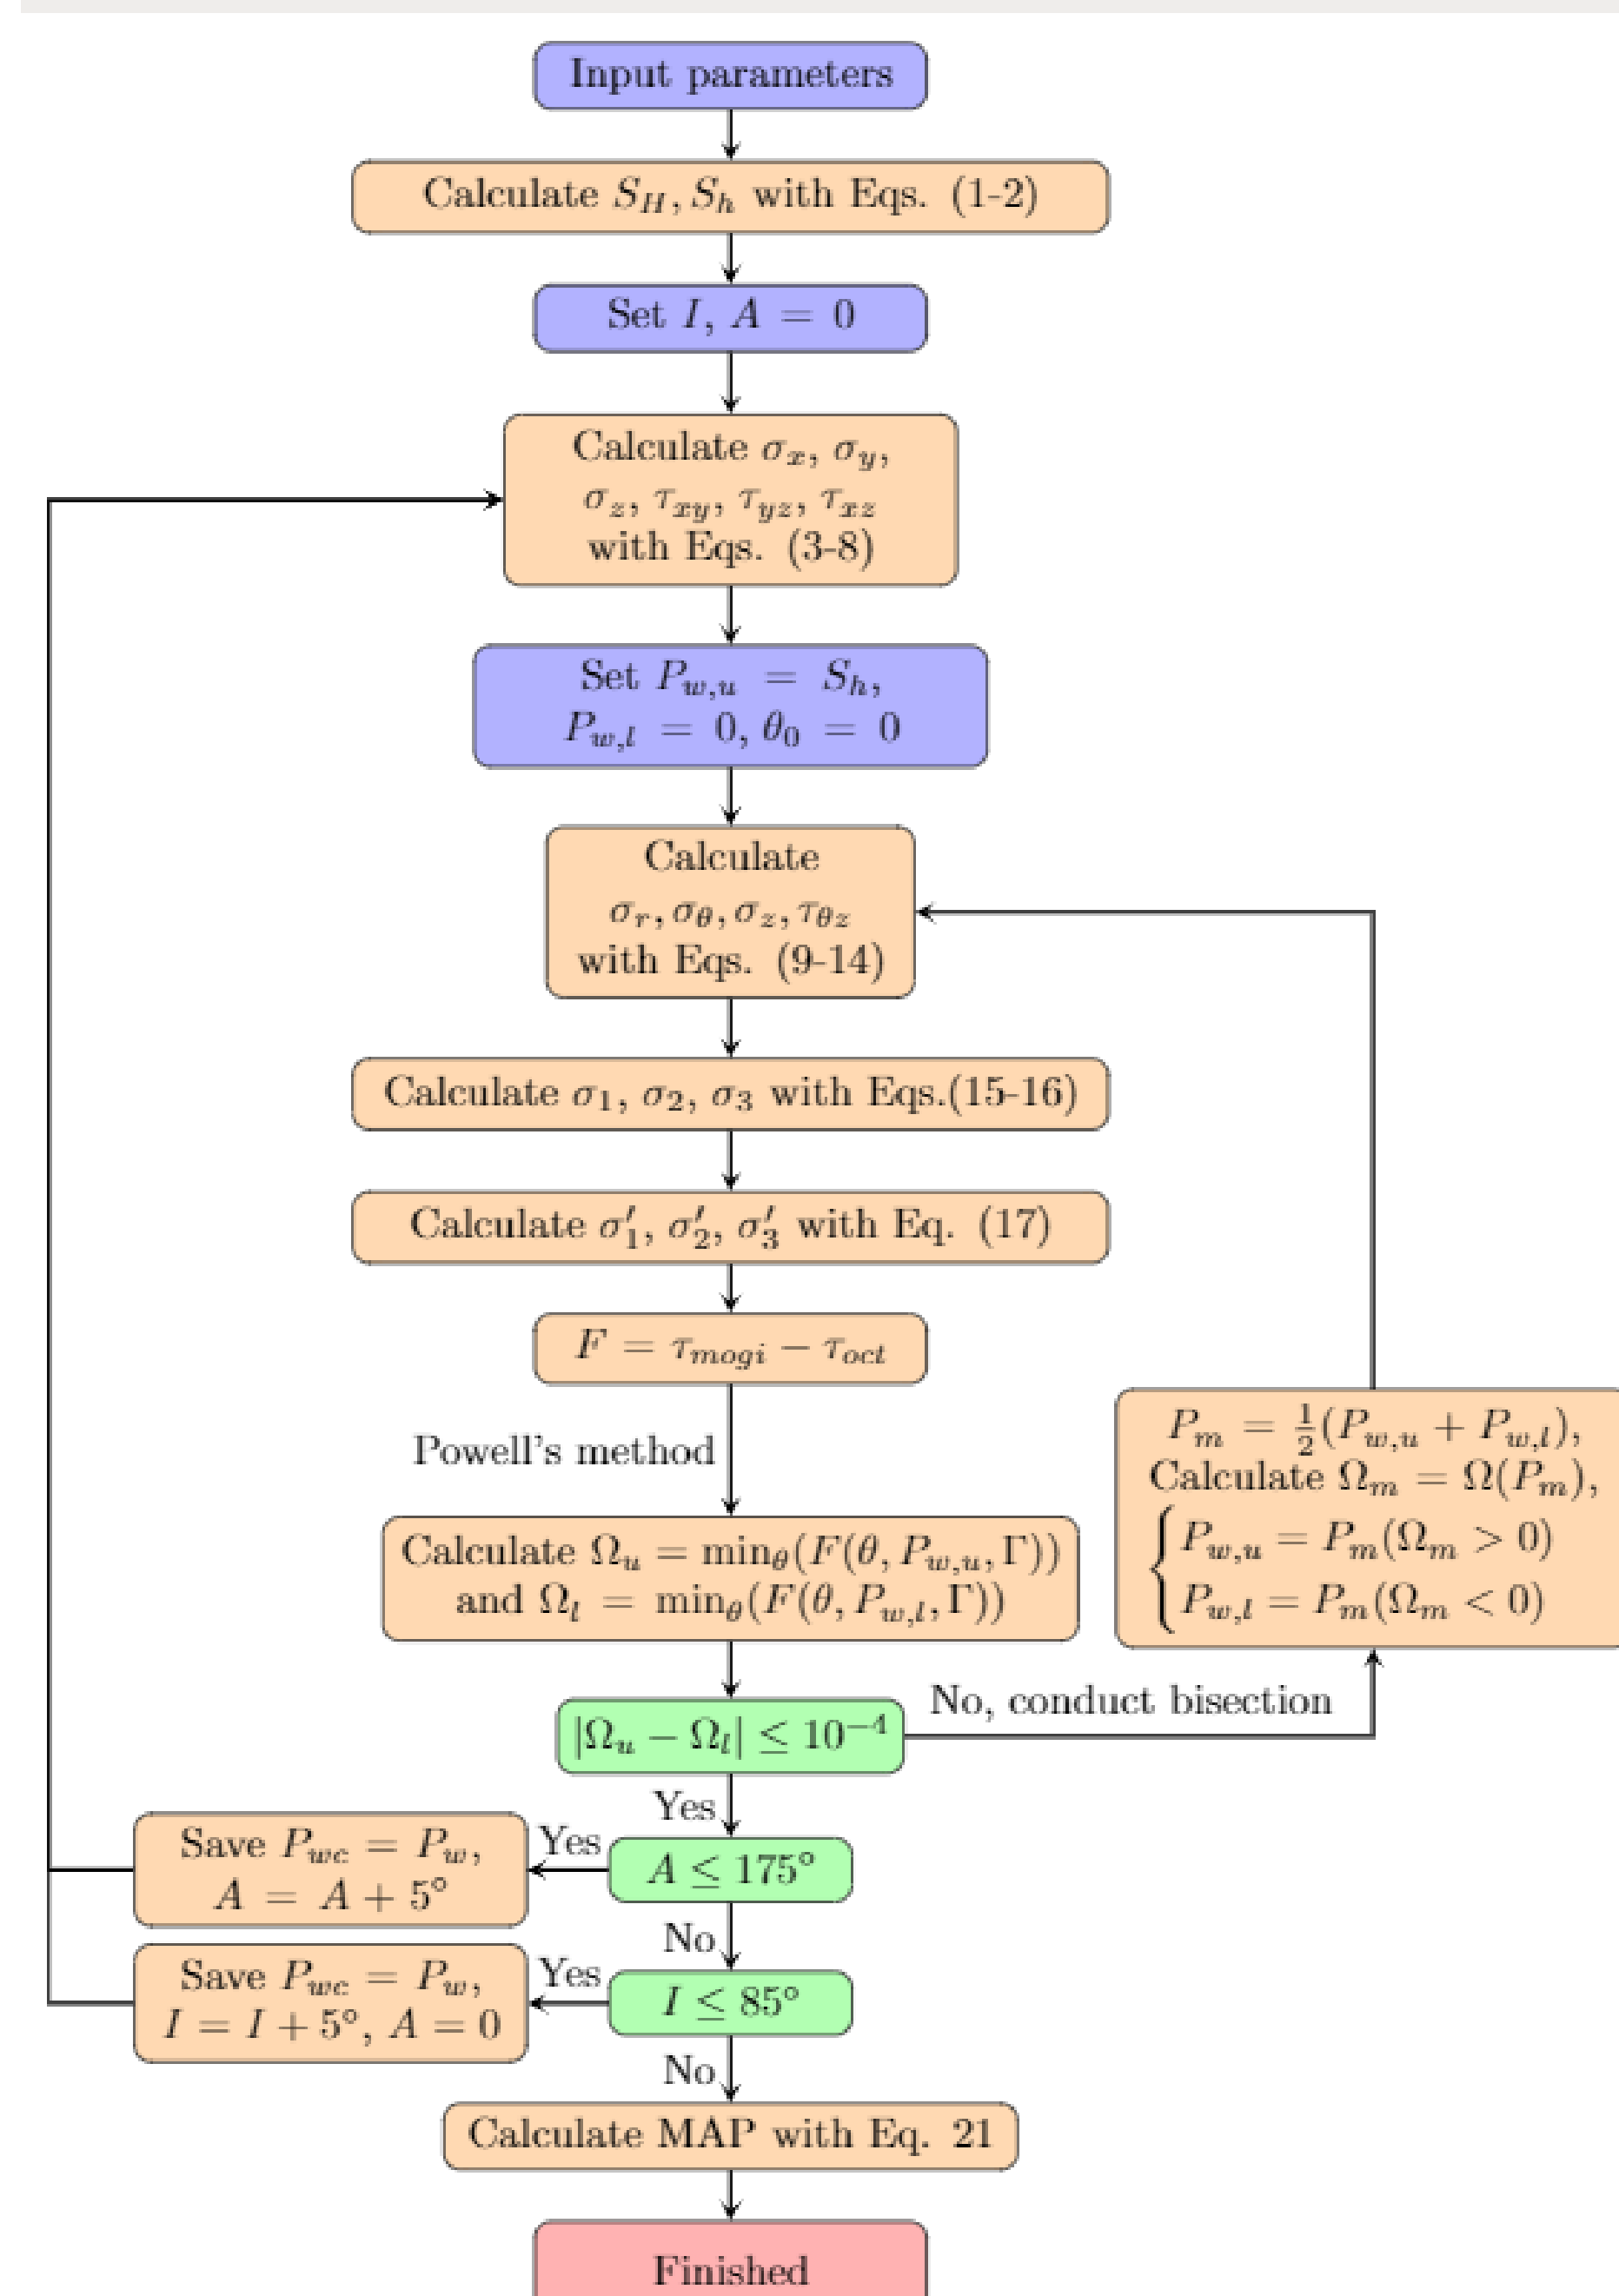 Input parameters
Calculate S_H, S_h with Eqs. (1-2)
Set I, A = 0
Calculate σ_x, σ_y,
σ_z, τ_xy, τ_yz, τ_xz
with Eqs. (3-8)
Set P_w,u = S_h,
P_w,l = 0, θ_0 = 0
Calculate
σ_r, σ_θ, σ_z, τ_θz
with Eqs. (9-14)
Calculate σ_1, σ_2, σ_3 with Eqs.(15-16)
Calculate σ′_1, σ′_2, σ′_3 with Eq. (17)
F = τ_mogi − τ_oct
Powell's method
Calculate Ω_u = min_θ(F(θ, P_w,u, Γ))
and Ω_l = min_θ(F(θ, P_w,l, Γ))
P_m = 1/2(P_w,u + P_w,l),
Calculate Ω_m = Ω(P_m),
{P_w,u = P_m(Ω_m > 0)
P_w,l = P_m(Ω_m < 0)
No, conduct bisection
|Ω_u − Ω_l| ≤ 10^−4
Yes
A ≤ 175°
Yes
Save P_wc = P_w,
A = A + 5°
No
I ≤ 85°
Yes
Save P_wc = P_w,
I = I + 5°, A = 0
No
Calculate MAP with Eq. 21
Finished